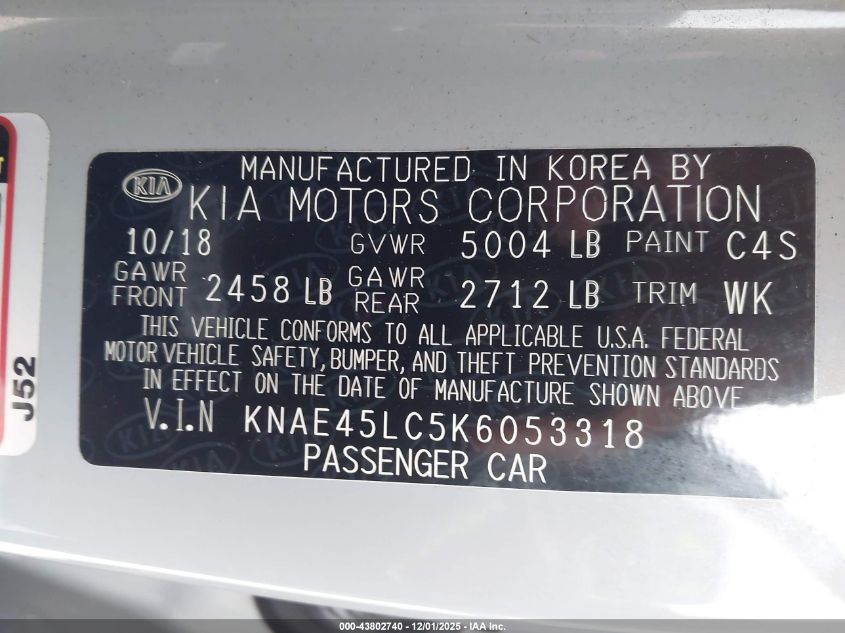 MANUFACTURED IN KOREA BY
KIA KIA MOTORS CORPORATION
10/18 GVWR 5004 LB PAINT C4S
GAWR FRONT 2458 LB GAWR REAR 2712 LB TRIM WK
THIS VEHICLE CONFORMS TO ALL APPLICABLE U.S.A. FEDERAL
MOTOR VEHICLE SAFETY, BUMPER, AND THEFT PREVENTION STANDARDS
IN EFFECT ON THE DATE OF MANUFACTURE SHOWN ABOVE
V.I.N KNAE45LC5K6053318
PASSENGER CAR
J52
000-43802740 - 12/01/2025 - IAA Inc.